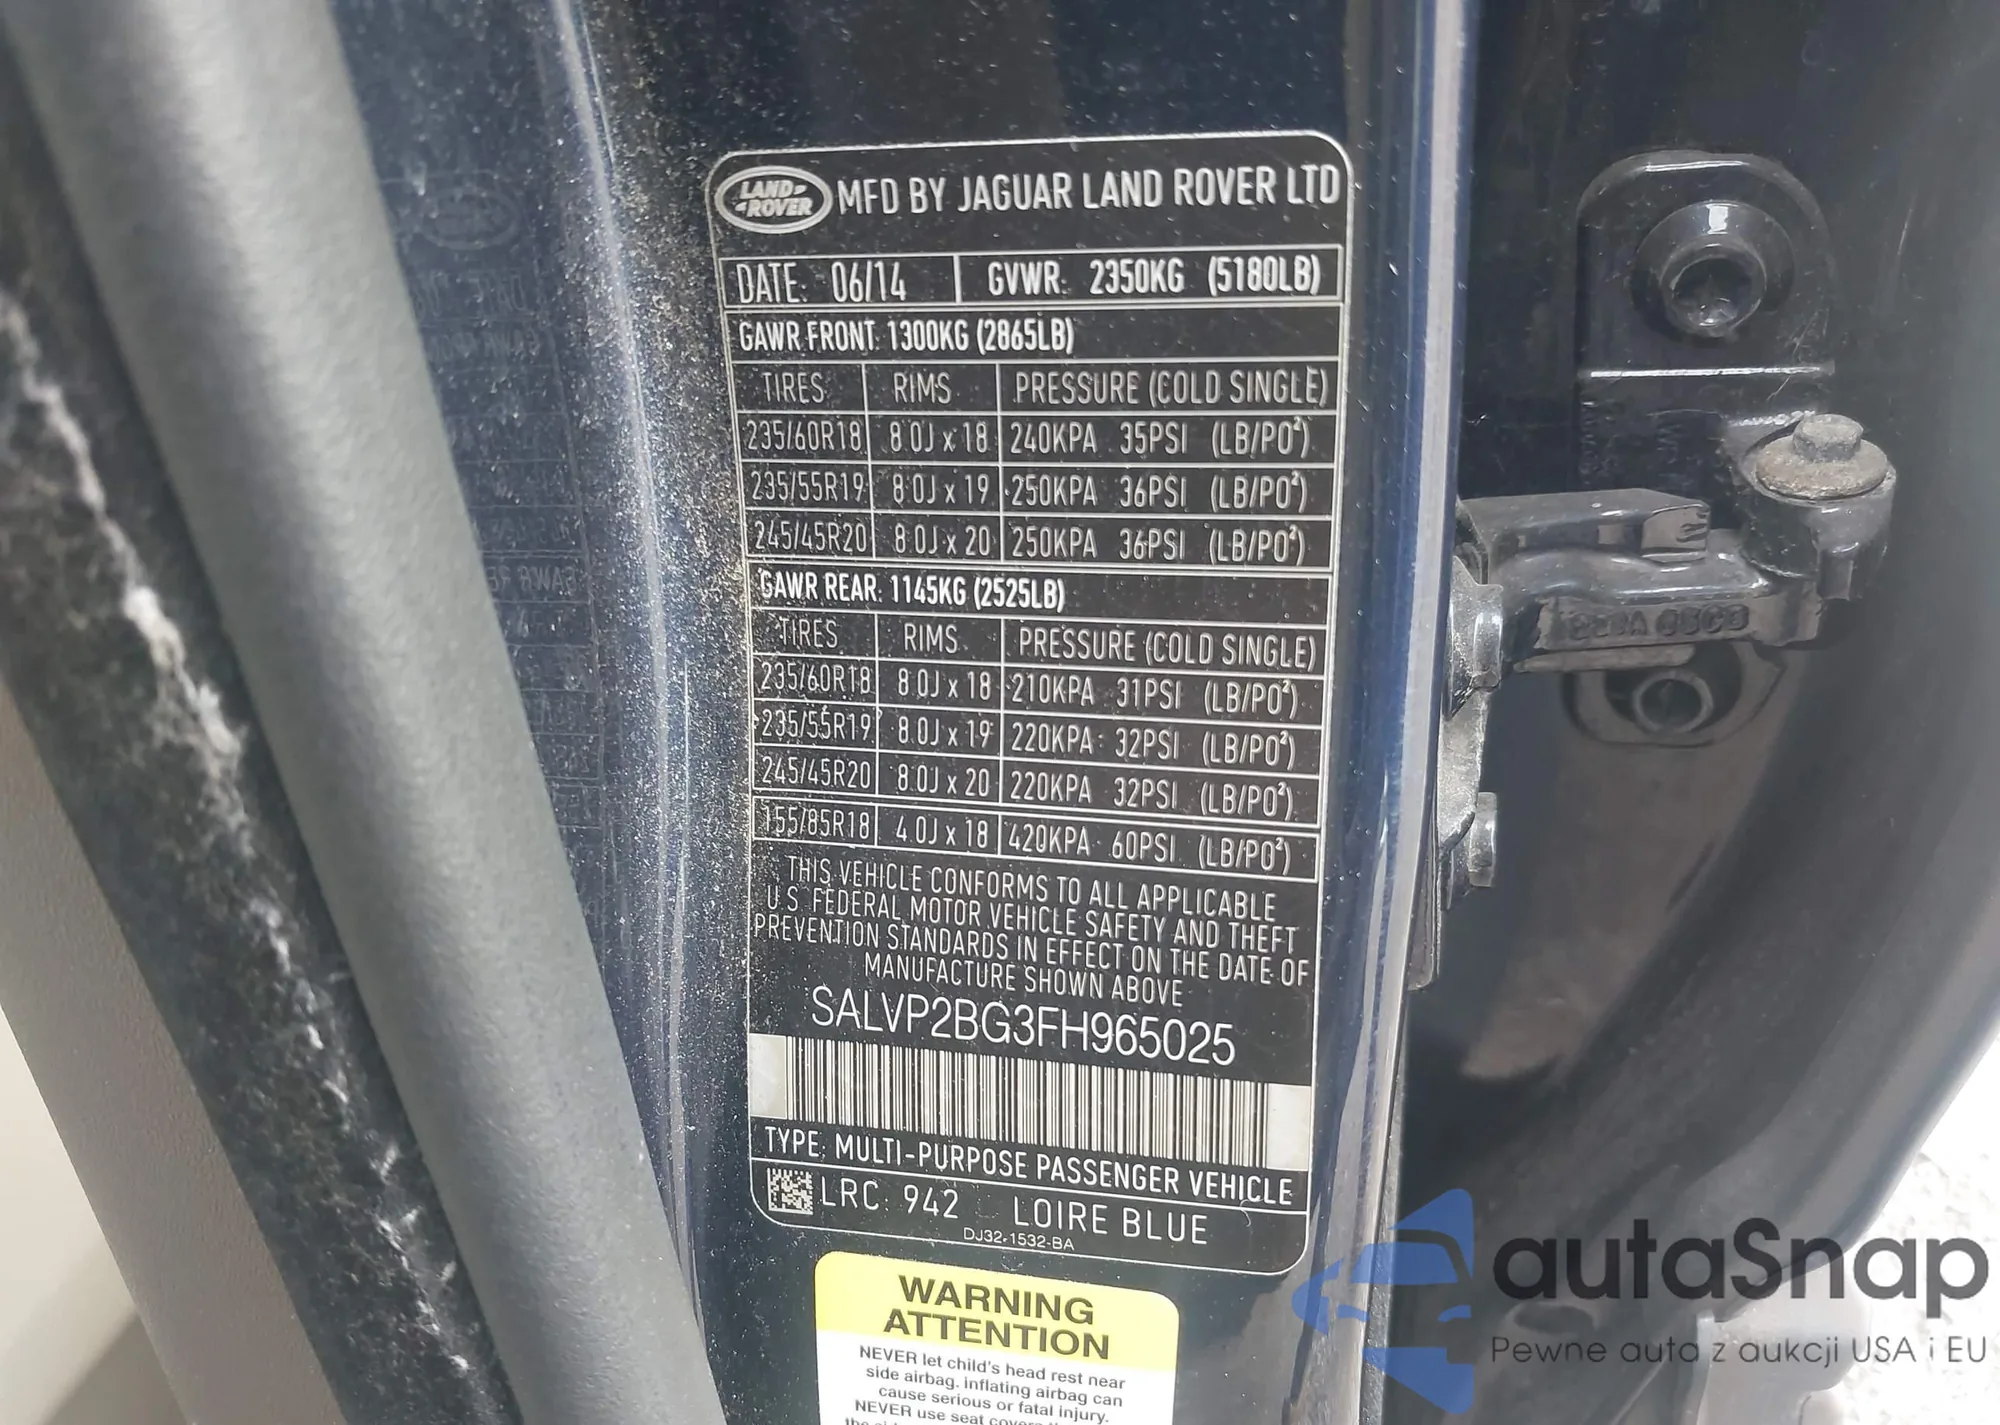 LAND ROVER MFD BY JAGUAR LAND ROVER LTD
DATE: 06/14 GVWR: 2350KG (5180LB)
GAWR FRONT: 1300KG (2865LB)
TIRES RIMS PRESSURE (COLD SINGLE)
235/60R18 8.0J x 18 240KPA 35PSI (LB/PO²)
235/55R19 8.0J x 19 250KPA 36PSI (LB/PO²)
245/45R20 8.0J x 20 250KPA 36PSI (LB/PO²)
GAWR REAR: 1145KG (2525LB)
TIRES RIMS PRESSURE (COLD SINGLE)
235/60R18 8.0J x 18 210KPA 31PSI (LB/PO²)
235/55R19 8.0J x 19 220KPA 32PSI (LB/PO²)
245/45R20 8.0J x 20 220KPA 32PSI (LB/PO²)
155/85R18 4.0J x 18 420KPA 60PSI (LB/PO²)
THIS VEHICLE CONFORMS TO ALL APPLICABLE
U.S. FEDERAL MOTOR VEHICLE SAFETY AND THEFT
PREVENTION STANDARDS IN EFFECT ON THE DATE OF
MANUFACTURE SHOWN ABOVE
SALVP2BG3FH965025
TYPE: MULTI-PURPOSE PASSENGER VEHICLE
LRC: 942 LOIRE BLUE
DJ32-1532-BA
WARNING
ATTENTION
NEVER let child's head rest near
side airbag. inflating airbag can
cause serious or fatal injury.
NEVER use seat
autaSnap
Pewne auta z aukcji USA i EU